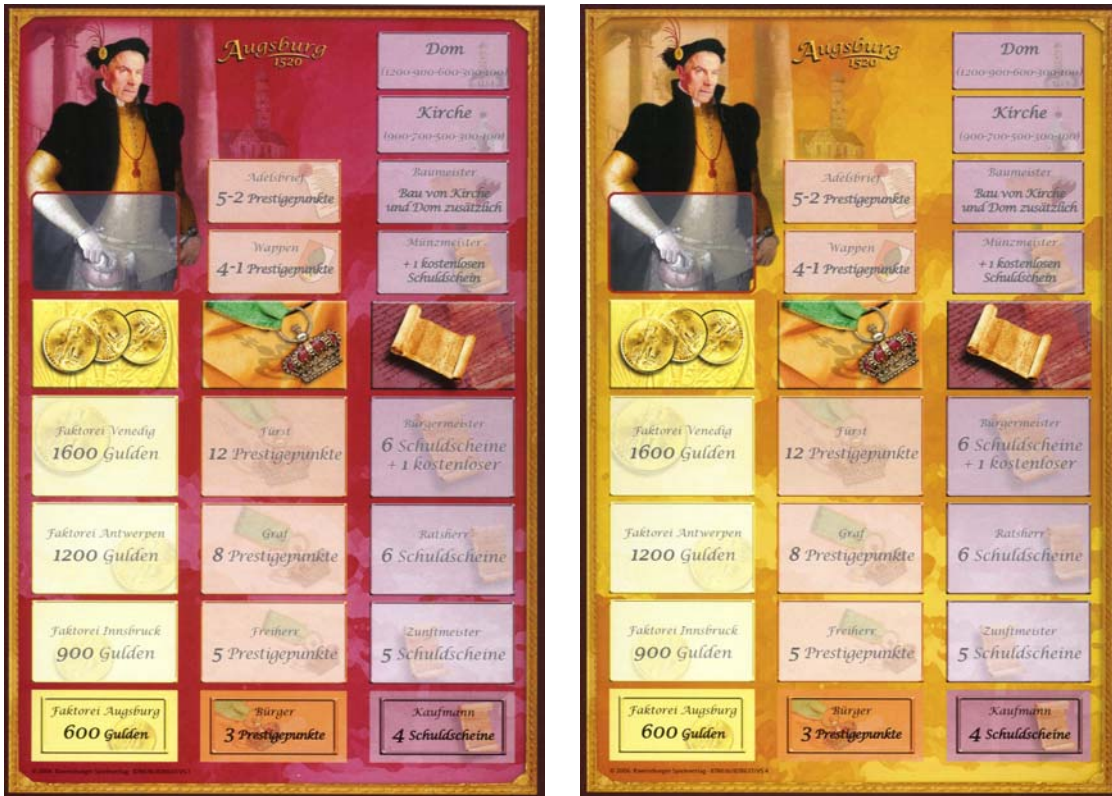 Augsburg
1520
Dom
(1200-900-600-300-100)
Kirche
(900-700-500-300-100)
Adelsbrief
5-2 Prestigepunkte
Baumeister
Bau von Kirche
und Dom zusätzlich
Wappen
4-1 Prestigepunkte
Münzmeister
+ 1 kostenlosen
Schuldschein
Faktorei Venedig
1600 Gulden
Fürst
12 Prestigepunkte
Bürgermeister
6 Schuldscheine
+ 1 kostenloser
Faktorei Antwerpen
1200 Gulden
Graf
8 Prestigepunkte
Ratsherr
6 Schuldscheine
Faktorei Innsbruck
900 Gulden
Freiherr
5 Prestigepunkte
Zunftmeister
5 Schuldscheine
Faktorei Augsburg
600 Gulden
Bürger
3 Prestigepunkte
Kaufmann
4 Schuldscheine
Augsburg
1520
Dom
(1200-900-600-300-100)
Kirche
(900-700-500-300-100)
Adelsbrief
5-2 Prestigepunkte
Baumeister
Bau von Kirche
und Dom zusätzlich
Wappen
4-1 Prestigepunkte
Münzmeister
+ 1 kostenlosen
Schuldschein
Faktorei Venedig
1600 Gulden
Fürst
12 Prestigepunkte
Bürgermeister
6 Schuldscheine
+ 1 kostenloser
Faktorei Antwerpen
1200 Gulden
Graf
8 Prestigepunkte
Ratsherr
6 Schuldscheine
Faktorei Innsbruck
900 Gulden
Freiherr
5 Prestigepunkte
Zunftmeister
5 Schuldscheine
Faktorei Augsburg
600 Gulden
Bürger
3 Prestigepunkte
Kaufmann
4 Schuldscheine